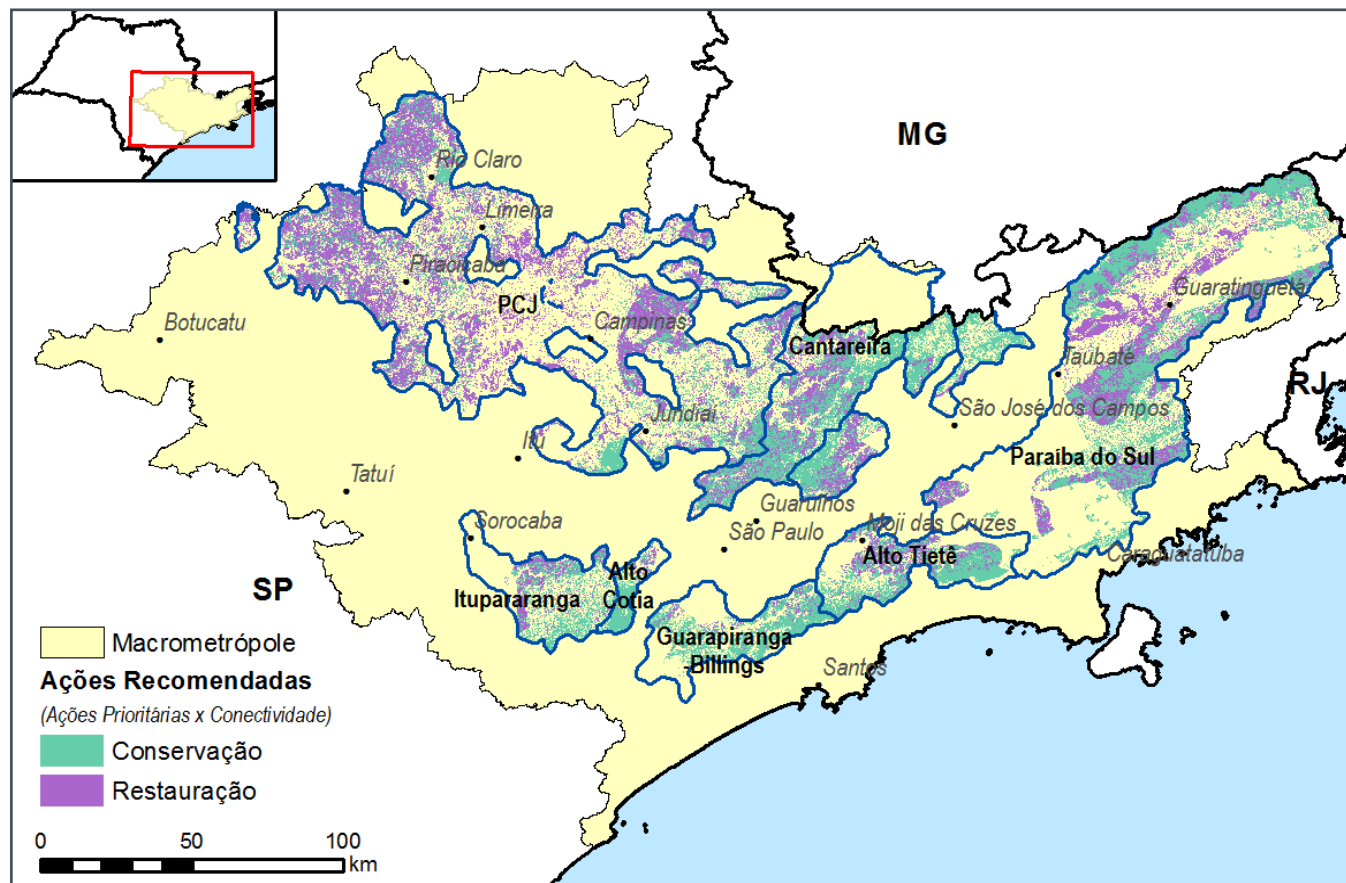 MG
Rio Claro
Limeira
Piracicaba
PCJ
Guaratinguetá
Botucatu
Campinas
Cantareira
Taubaté
RJ
São José dos Campos
Jundiaí
Itú
Paraíba do Sul
Tatuí
Guarulhos
Sorocaba
São Paulo
Moji das Cruzes
Alto Tietê
Caraguatatuba
SP
Itupararanga
Alto
Cotia
Guarapiranga
-Billings
Santos
Macrometrópole
Ações Recomendadas
(Ações Prioritárias x Conectividade)
Conservação
Restauração
0 50 100
km